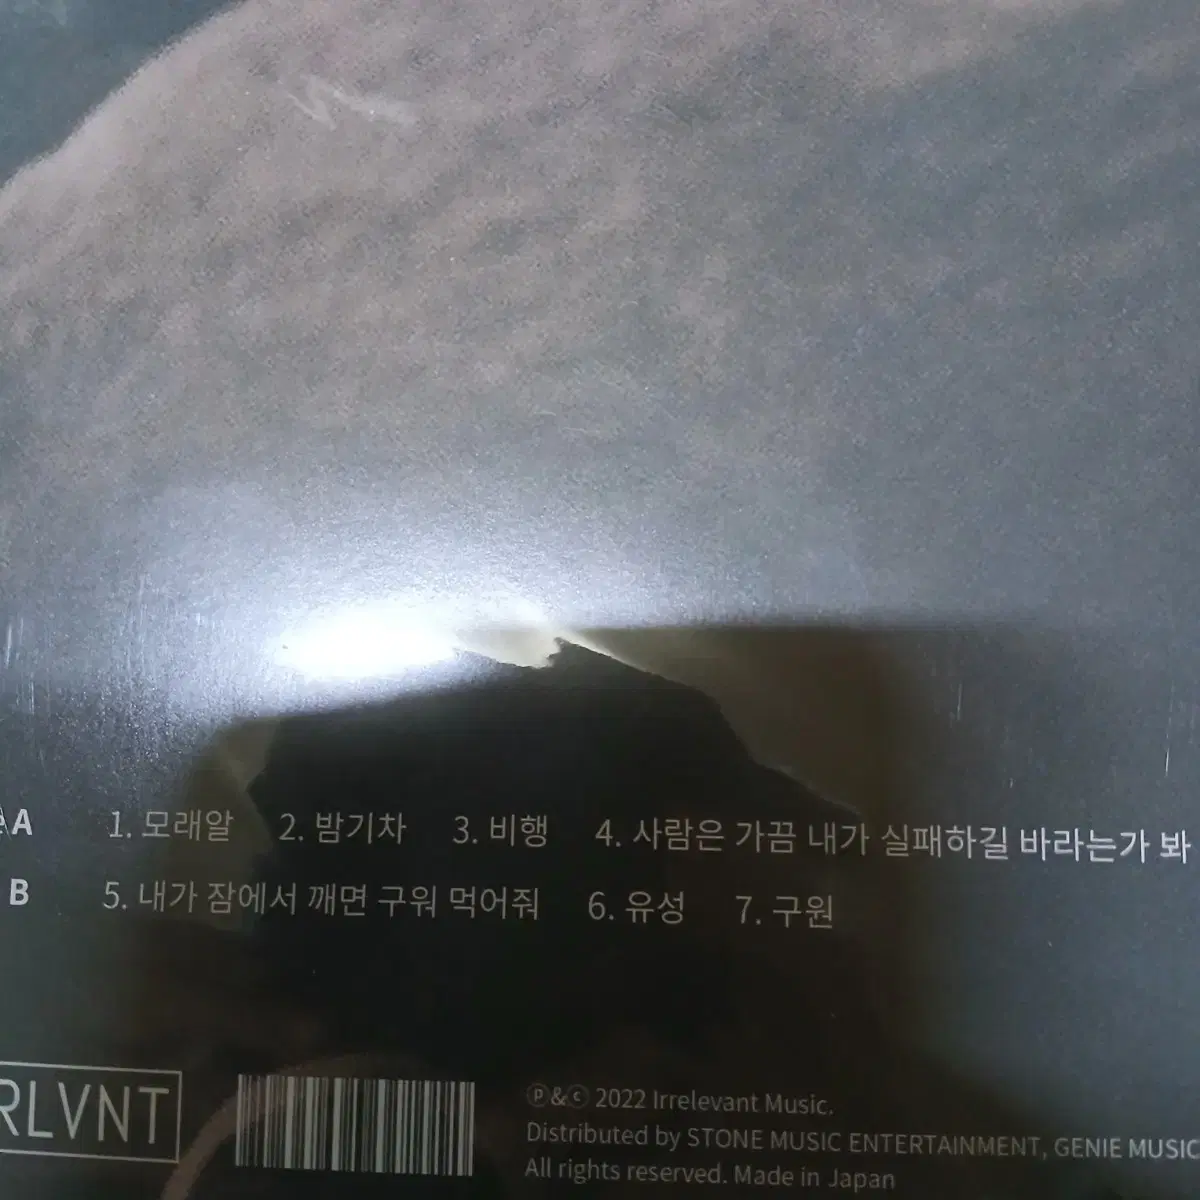 A 1. 모래알 2. 밤기차 3. 비행 4. 사람은 가끔 내가 실패하길 바라는가 봐
B 5. 내가 잠에서 깨면 구워 먹어줘 6. 유성 7. 구원
RLVNT
Ⓟ&ⓒ 2022 Irrelevant Music.
Distributed by STONE MUSIC ENTERTAINMENT, GENIE MUSIC
All rights reserved. Made in Japan